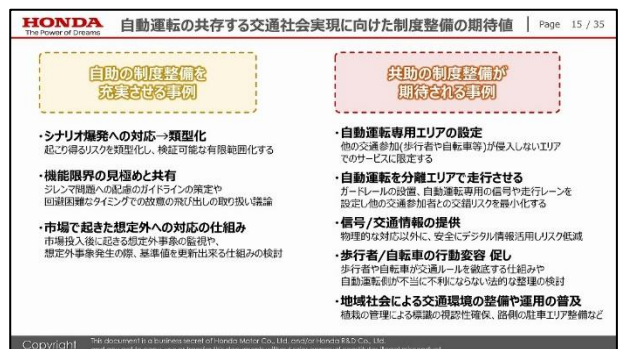 HONDA
The Power of Dreams
自動運転の共存する交通社会実現に向けた制度整備の期待値
Page 15 / 35
自助の制度整備を
充実させる事例
・シナリオ爆発への対応→類型化
起こり得るリスクを類型化し、検証可能な有限範囲化する
・機能限界の見極めと共有
ジレンマ問題への配慮のガイドラインの策定や
回避困難なタイミングでの故意の飛び出しの取り扱い議論
・市場で起きた想定外への対応の仕組み
市場投入後に起きる想定外事象の監視や、
想定外事象発生の際、基準値を更新出来る仕組みの検討
共助の制度整備が
期待される事例
・自動運転専用エリアの設定
他の交通参加(歩行者や自転車等)が侵入しないエリア
でのサービスに限定する
・自動運転を分離エリアで走行させる
ガードレールの設置、自動運転専用の信号や走行レーンを
設定し他の交通参加者との交錯リスクを最小化する
・信号/交通情報の提供
物理的な対応以外に、安全にデジタル情報活用しリスク低減
・歩行者/自転車の行動変容 促し
歩行者や自転車が交通ルールを徹底する仕組みや
自動運転側が不当に不利にならない法的な整理の検討
・地域社会による交通環境の整備や運用の普及
植栽の管理による標識の視認性確保、路側の駐車エリア整備など
Copyright
This document is a business secret of Honda Motor Co., Ltd. and/or Honda R&D Co., Ltd.